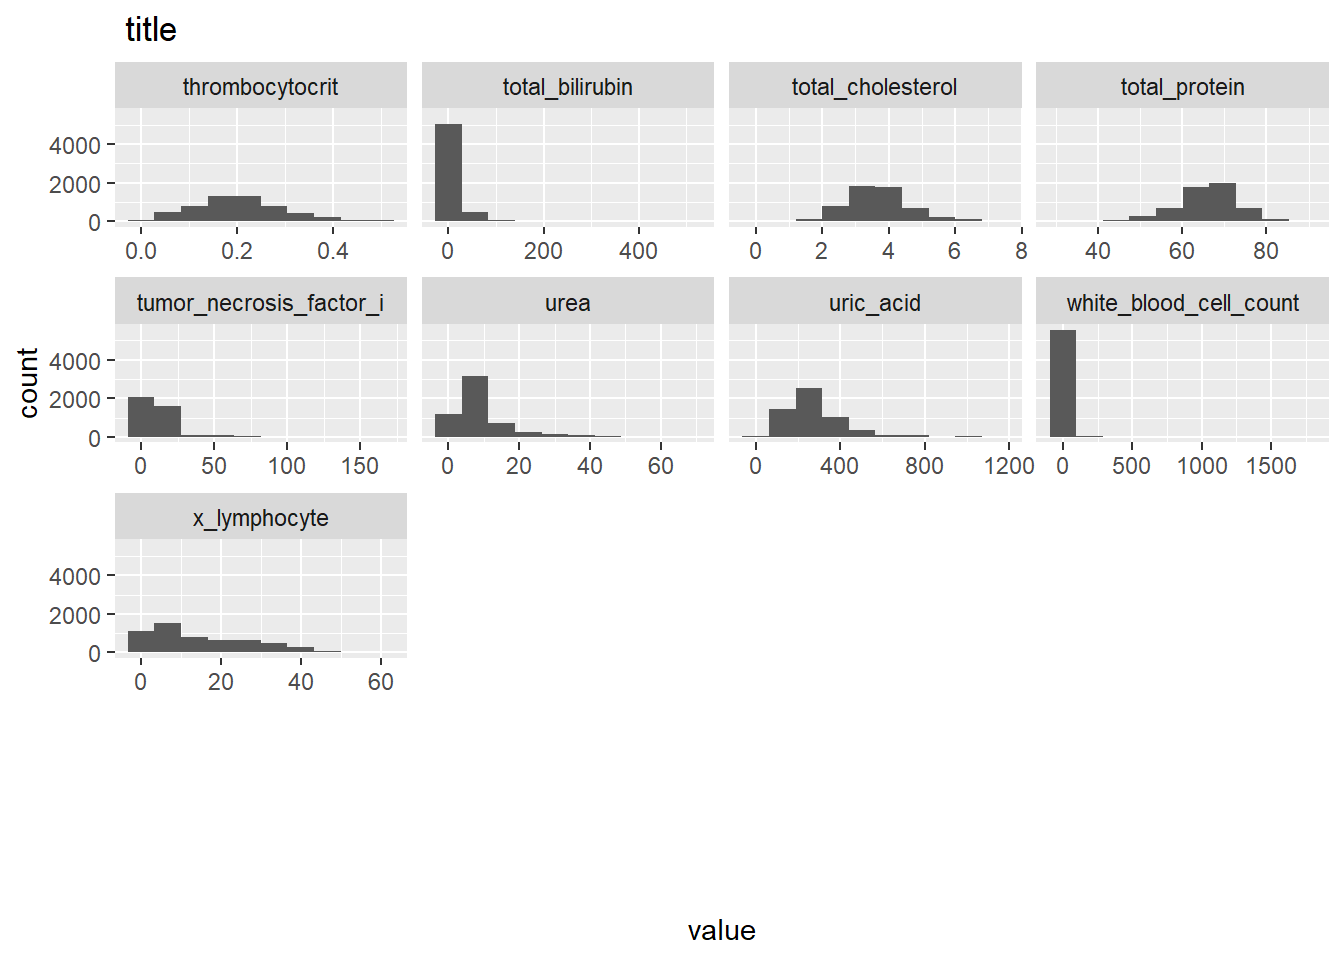 title
thrombocytocrit
total_bilirubin
total_cholesterol
total_protein
4000
2000
0
0.0 0.2 0.4
0 200 400
0 2 4 6 8
40 60 80
tumor_necrosis_factor_i
urea
uric_acid
white_blood_cell_count
count
4000
2000
0
0 50 100 150
0 20 40 60
0 400 800 1200
0 500 1000 1500
x_lymphocyte
4000
2000
0
0 20 40 60
value